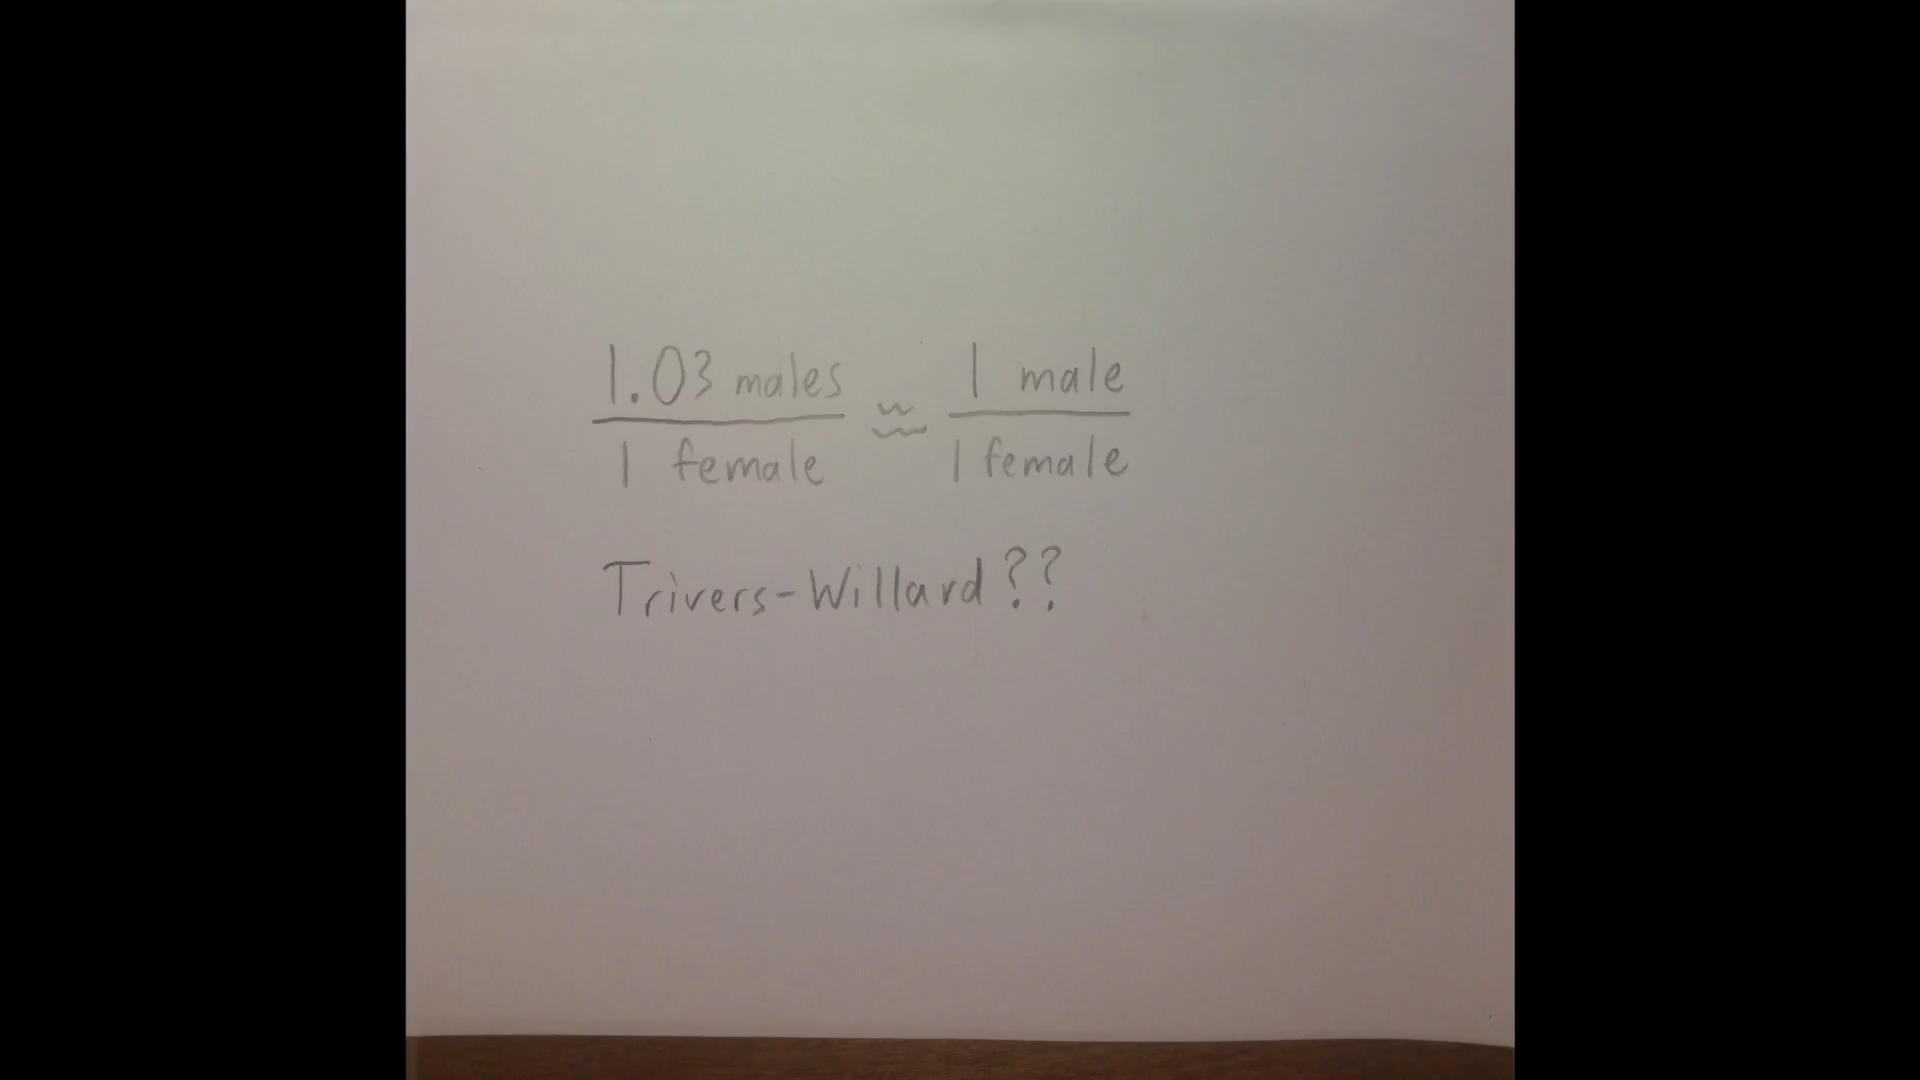 1.03 males / 1 female ≈ 1 male / 1 female
Trivers-Willard??